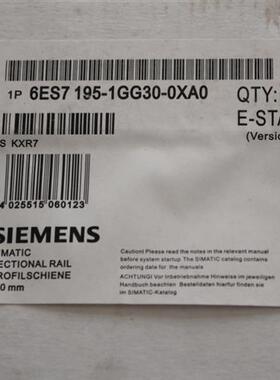 1P 6ES7 195-1GG30-0XA0
QTY:
E-STA
S KXR7
(Versio
4 025515 060123
SIEMENS
MATIC
ECTIONAL RAIL
ROFILSCHIENE
0 mm
Caution! Please read the notes in the relevant manual
before system startup. The SIMATIC catalog contains
ordering data for the manuals
ACHTUNG! Vor Inbetriebnahme Hinweise im jeweiligen
Handbuch beachten! Bestelldaten hierfür finden Sie
im SIMATIC-Katalog